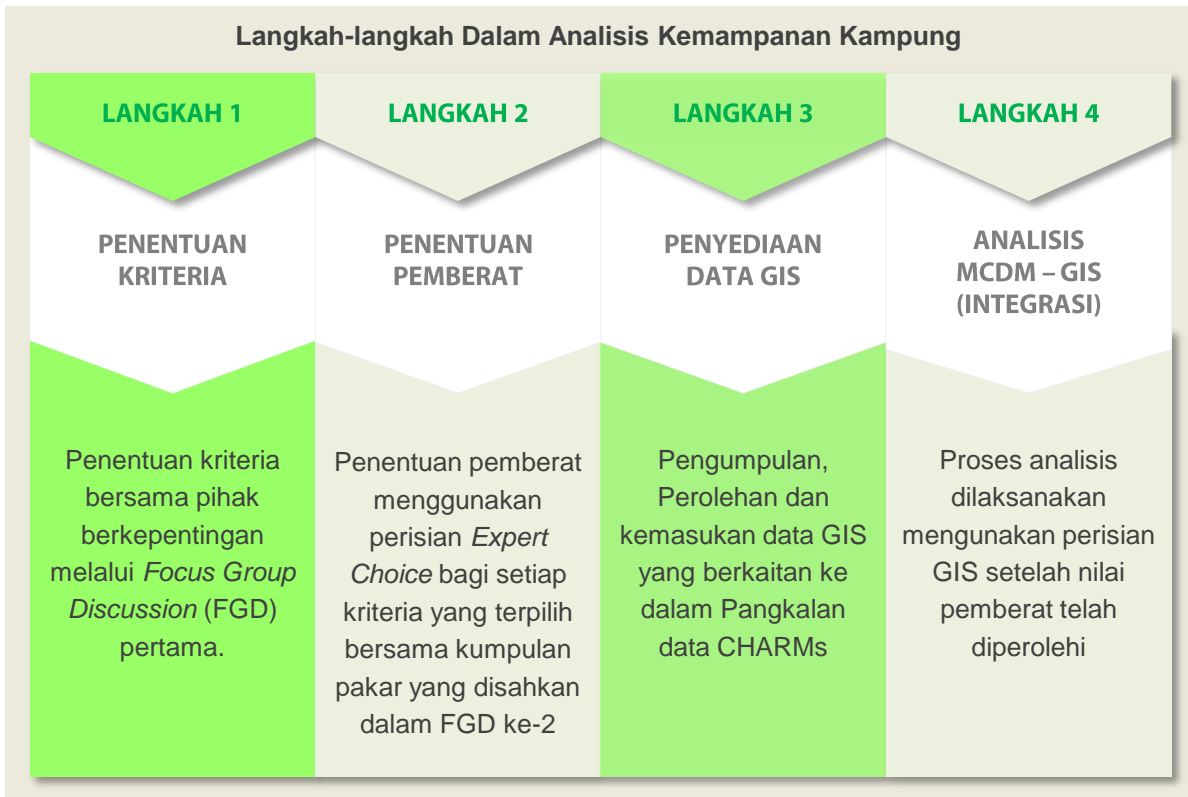 Langkah-langkah Dalam Analisis Kemampanan Kampung
LANGKAH 1
PENENTUAN
KRITERIA
Penentuan kriteria
bersama pihak
berkepentingan
melalui Focus Group
Discussion (FGD)
pertama.
LANGKAH 2
PENENTUAN
PEMBERAT
Penentuan pemberat
menggunakan
perisian Expert
Choice bagi setiap
kriteria yang terpilih
bersama kumpulan
pakar yang disahkan
dalam FGD ke-2
LANGKAH 3
PENYEDIAAN
DATA GIS
Pengumpulan,
Perolehan dan
kemasukan data GIS
yang berkaitan ke
dalam Pangkalan
data CHARMs
LANGKAH 4
ANALISIS
MCDM – GIS
(INTEGRASI)
Proses analisis
dilaksanakan
mengunakan perisian
GIS setelah nilai
pemberat telah
diperolehi